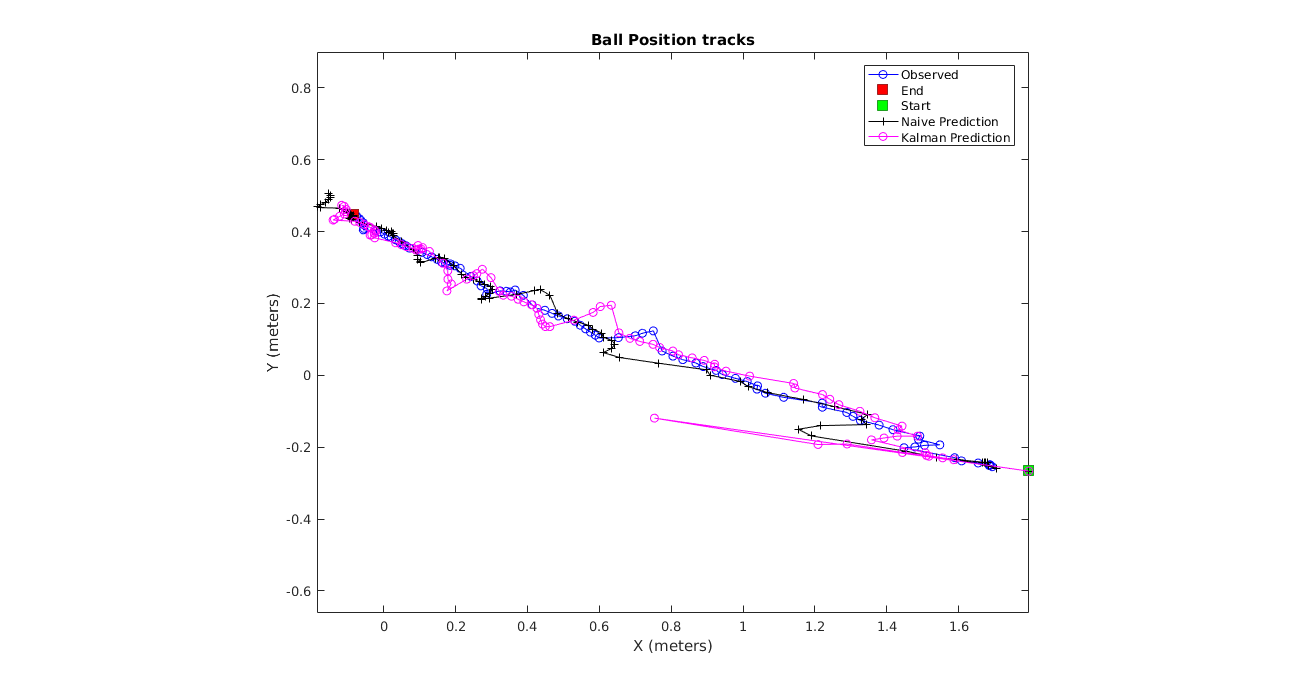 Ball Position tracks
Observed
End
Start
Naive Prediction
Kalman Prediction
0.8
0.6
0.4
0.2
0
-0.2
-0.4
-0.6
Y (meters)
0 0.2 0.4 0.6 0.8 1 1.2 1.4 1.6
X (meters)